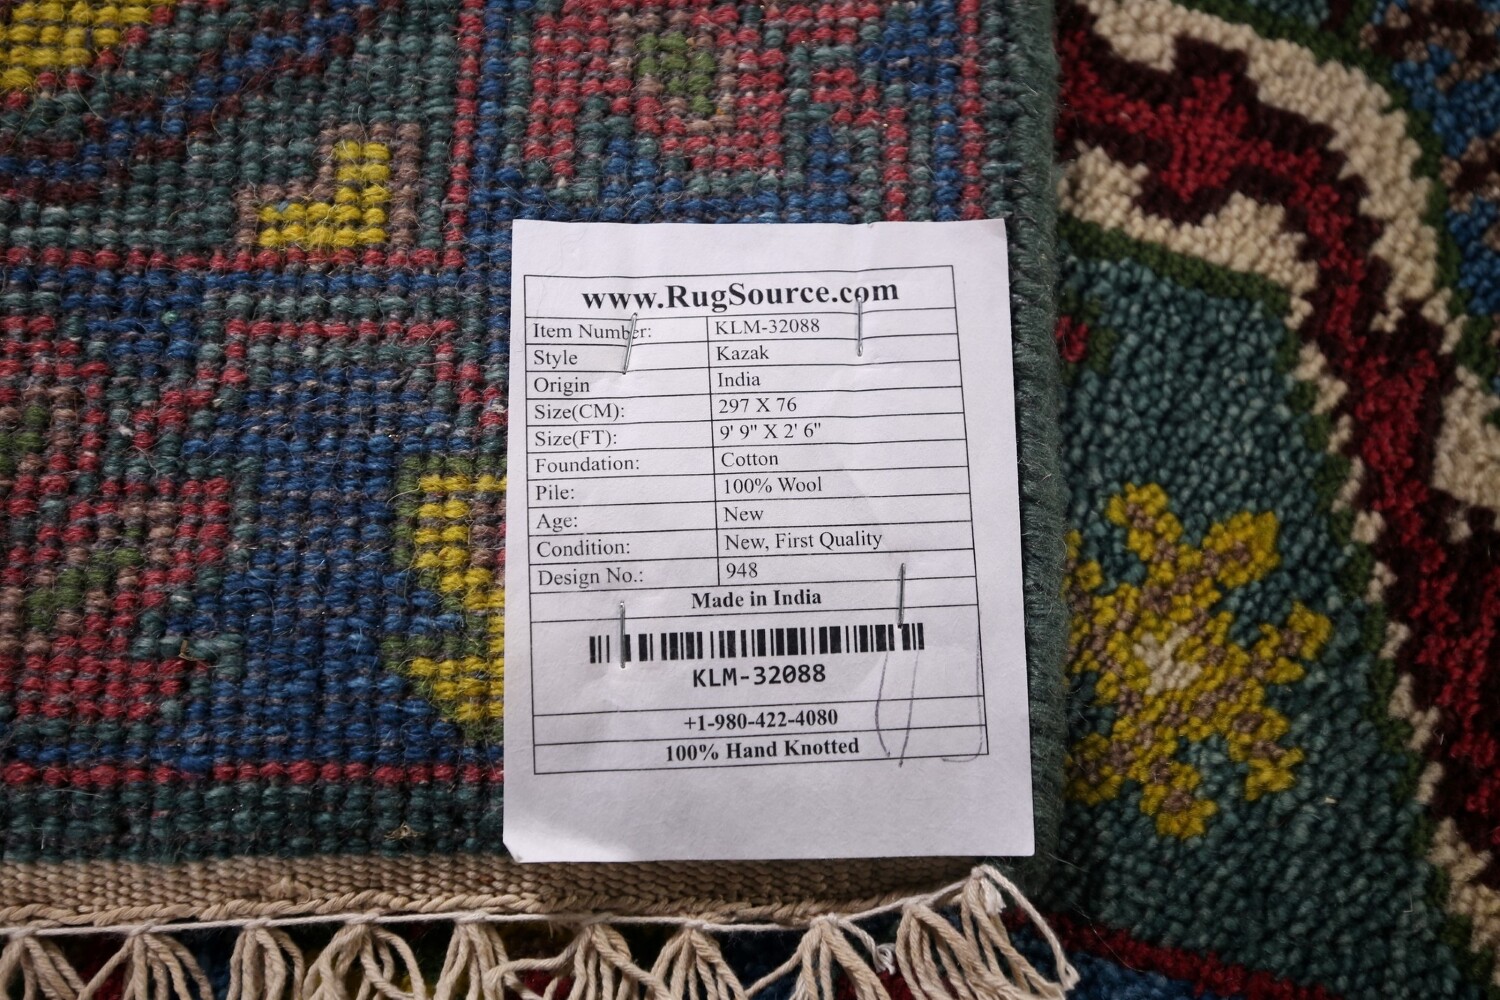 www.RugSource.com
Item Number: KLM-32088
Style Kazak
Origin India
Size(CM): 297 X 76
Size(FT): 9' 9" X 2' 6"
Foundation: Cotton
Pile: 100% Wool
Age: New
Condition: New, First Quality
Design No.: 948
Made in India
KLM-32088
+1-980-422-4080
100% Hand Knotted